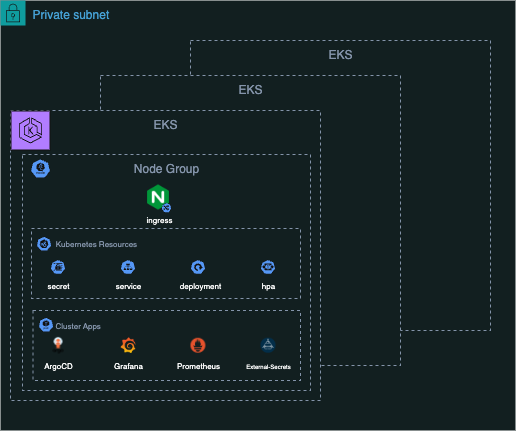 Private subnet
EKS
EKS
EKS
Node Group
ingress
Kubernetes Resources
secret
service
deployment
hpa
Cluster Apps
ArgoCD
Grafana
Prometheus
External-Secrets